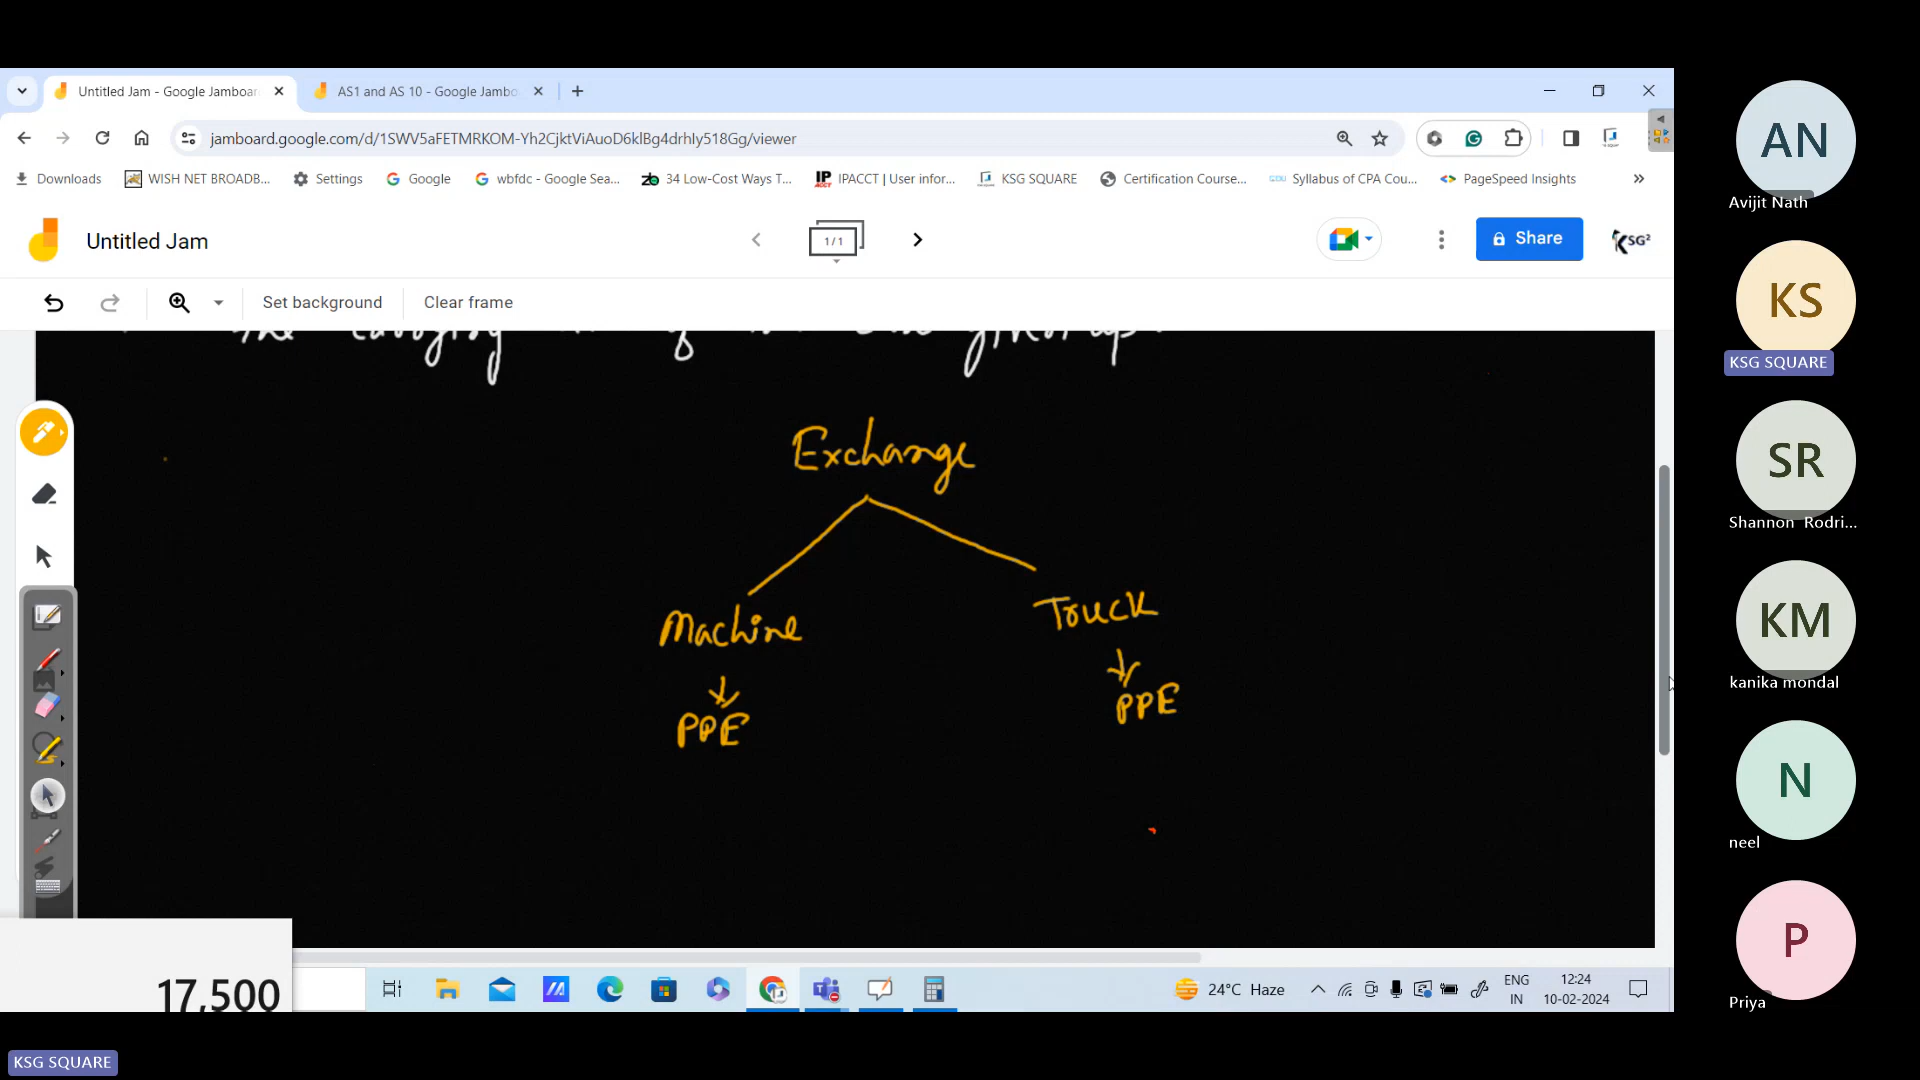 Untitled Jam - Google Jamboar
AS1 and AS 10 - Google Jambo
jamboard.google.com/d/1SWV5aFETMRKOM-Yh2CjktViAuoD6klBg4drhIy518Gg/viewer
Downloads
WISH NET BROADB...
Settings
Google
wbfdc - Google Sea...
34 Low-Cost Ways T...
IPACCT | User infor...
KSG SQUARE
Certification Course...
Syllabus of CPA Cou...
PageSpeed Insights
Untitled Jam
1/1
Share
KSG²
Set background
Clear frame
the carrying
Exchange
Machine
Truck
PPE
PPE
17,500
24°C Haze
ENG
IN
12:24
10-02-2024
KSG SQUARE
AN
Avijit Nath
KS
KSG SQUARE
SR
Shannon Rodri...
KM
kanika mondal
N
neel
P
Priya